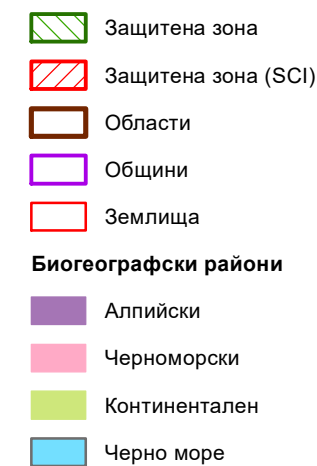 Защитена зона
Защитена зона (SCI)
Области
Общини
Землища
Биогеографски райони
Алпийски
Черноморски
Континентален
Черно море